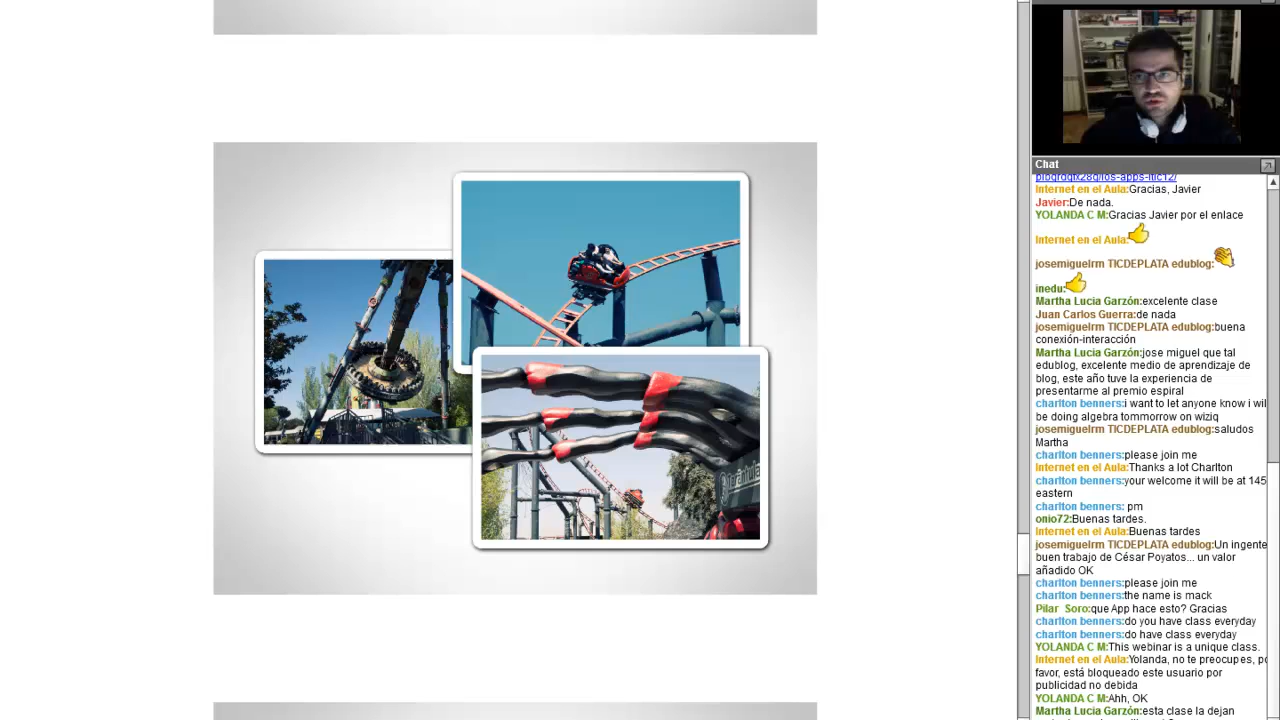 Chat
blogrdgfx28d/los-apps-itic12/
Internet en el Aula:Gracias, Javier
Javier:De nada.
YOLANDA C M:Gracias Javier por el enlace
Internet en el Aula:
josemiguelrm TICDEPLATA edublog:
inedu:
Martha Lucia Garzón:excelente clase
Juan Carlos Guerra:de nada
josemiguelrm TICDEPLATA edublog:buena
conexión-interacción
Martha Lucia Garzón:jose miguel que tal
edublog, excelente medio de aprendizaje de
blog, este año tuve la experiencia de
presentarme al premio espiral
charlton benners:i want to let anyone know i wil
be doing algebra tommorrow on wiziq
josemiguelrm TICDEPLATA edublog:saludos
Martha
charlton benners:please join me
Internet en el Aula:Thanks a lot Charlton
charlton benners:your welcome it will be at 145
eastern
charlton benners: pm
onio72:Buenas tardes.
Internet en el Aula:Buenas tardes
josemiguelrm TICDEPLATA edublog:Un ingente
buen trabajo de César Poyatos... un valor
añadido OK
charlton benners:please join me
charlton benners:the name is mack
Pilar Soro:que App hace esto? Gracias
charlton benners:do you have class everyday
charlton benners:do have class everyday
YOLANDA C M:This webinar is a unique class.
Internet en el Aula:Yolanda, no te preocupes, po
favor, está bloqueado este usuario por
publicidad no debida
YOLANDA C M:Ahh, OK
Martha Lucia Garzón:esta clase la dejan